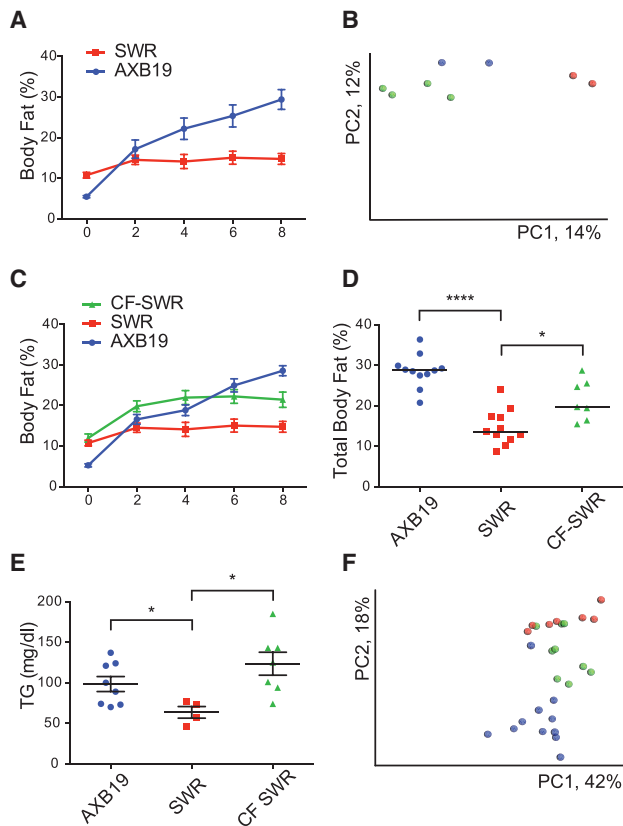 A
SWR
AXB19
Body Fat (%)
40
30
20
10
0
0 2 4 6 8
B
PC2, 12%
PC1, 14%
C
CF-SWR
SWR
AXB19
Body Fat (%)
40
30
20
10
0
0 2 4 6 8
D
****
*
Total Body Fat (%)
40
30
20
10
0
AXB19
SWR
CF-SWR
E
*
*
TG (mg/dl)
200
150
100
50
0
AXB19
SWR
CF SWR
F
PC2, 18%
PC1, 42%